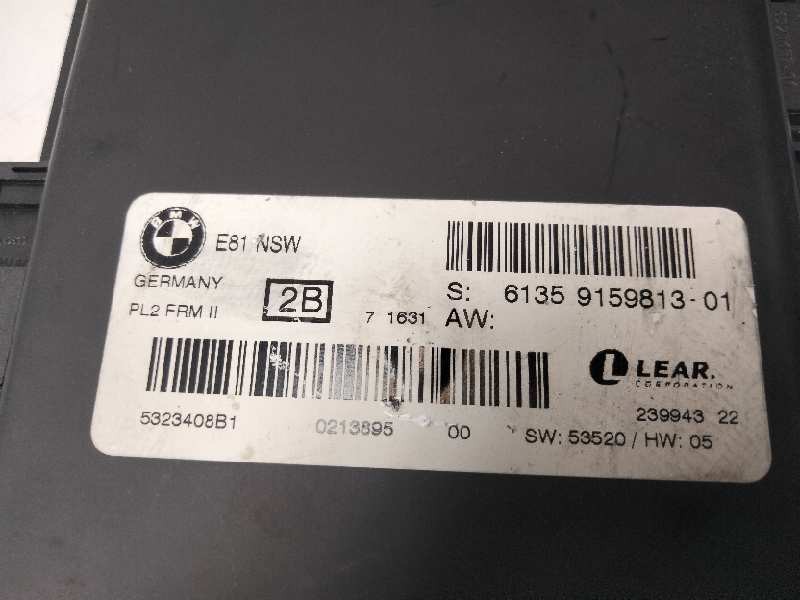 BMW
E81 NSW
GERMANY
PL2 FRM II
2B
7 1631
S: 6135 9159813-01
AW:
LEAR.
CORPORATION
5323408B1
0213895
00
239943 22
SW: 53520 / HW: 05